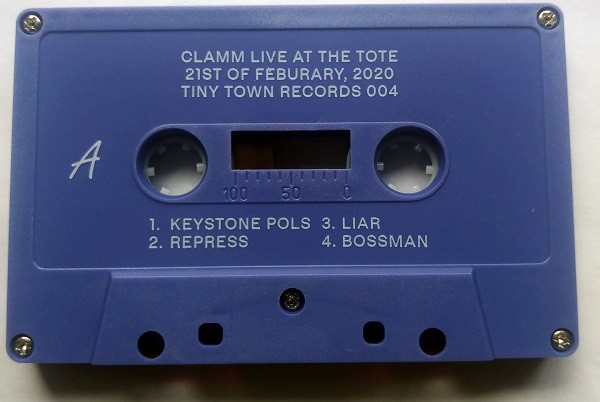 CLAMM LIVE AT THE TOTE
21ST OF FEBURARY, 2020
TINY TOWN RECORDS 004
A
100 50 0
1. KEYSTONE POLS 3. LIAR
2. REPRESS 4. BOSSMAN